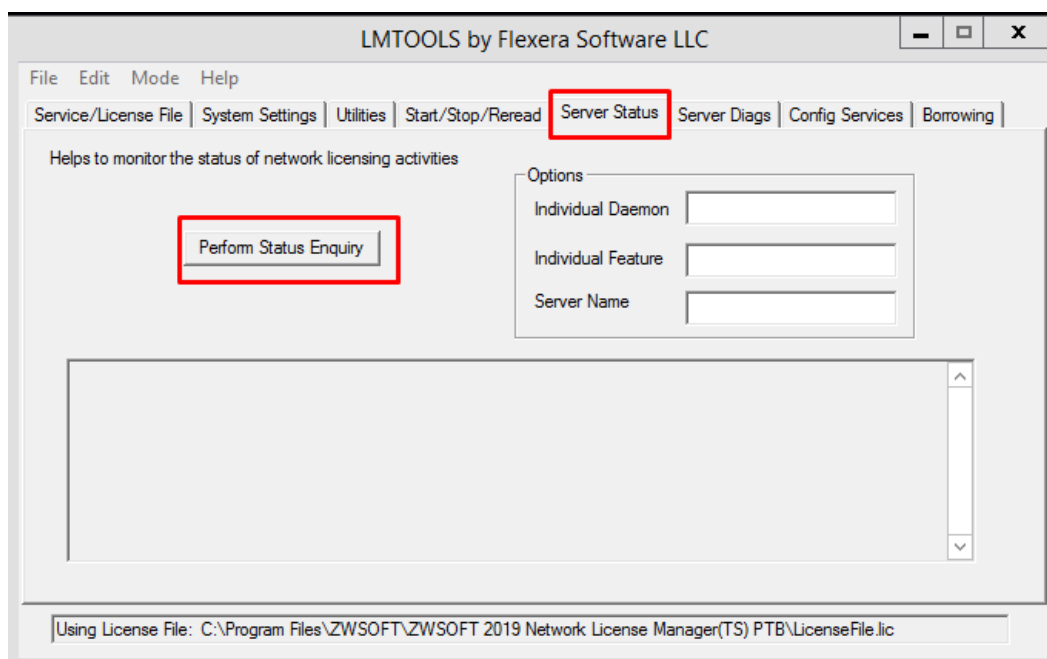 LMTOOLS by Flexera Software LLC
File Edit Mode Help
Service/License File System Settings Utilities Start/Stop/Reread Server Status Server Diags Config Services Borrowing
Helps to monitor the status of network licensing activities
Options
Individual Daemon
Perform Status Enquiry
Individual Feature
Server Name
Using License File: C:\Program Files\ZWSOFT\ZWSOFT 2019 Network License Manager(TS) PTB\LicenseFile.lic